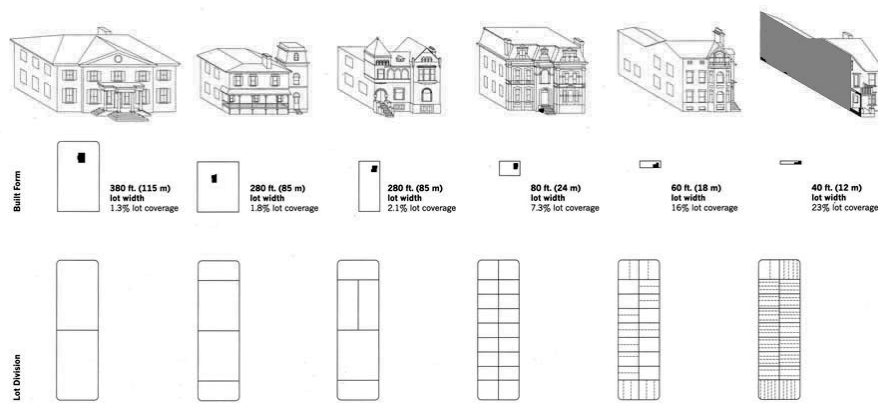 Built Form
380 ft. (115 m)
lot width
1.3% lot coverage
280 ft. (85 m)
lot width
1.8% lot coverage
280 ft. (85 m)
lot width
2.1% lot coverage
80 ft. (24 m)
lot width
7.3% lot coverage
60 ft. (18 m)
lot width
16% lot coverage
40 ft. (12 m)
lot width
23% lot coverage
Lot Division